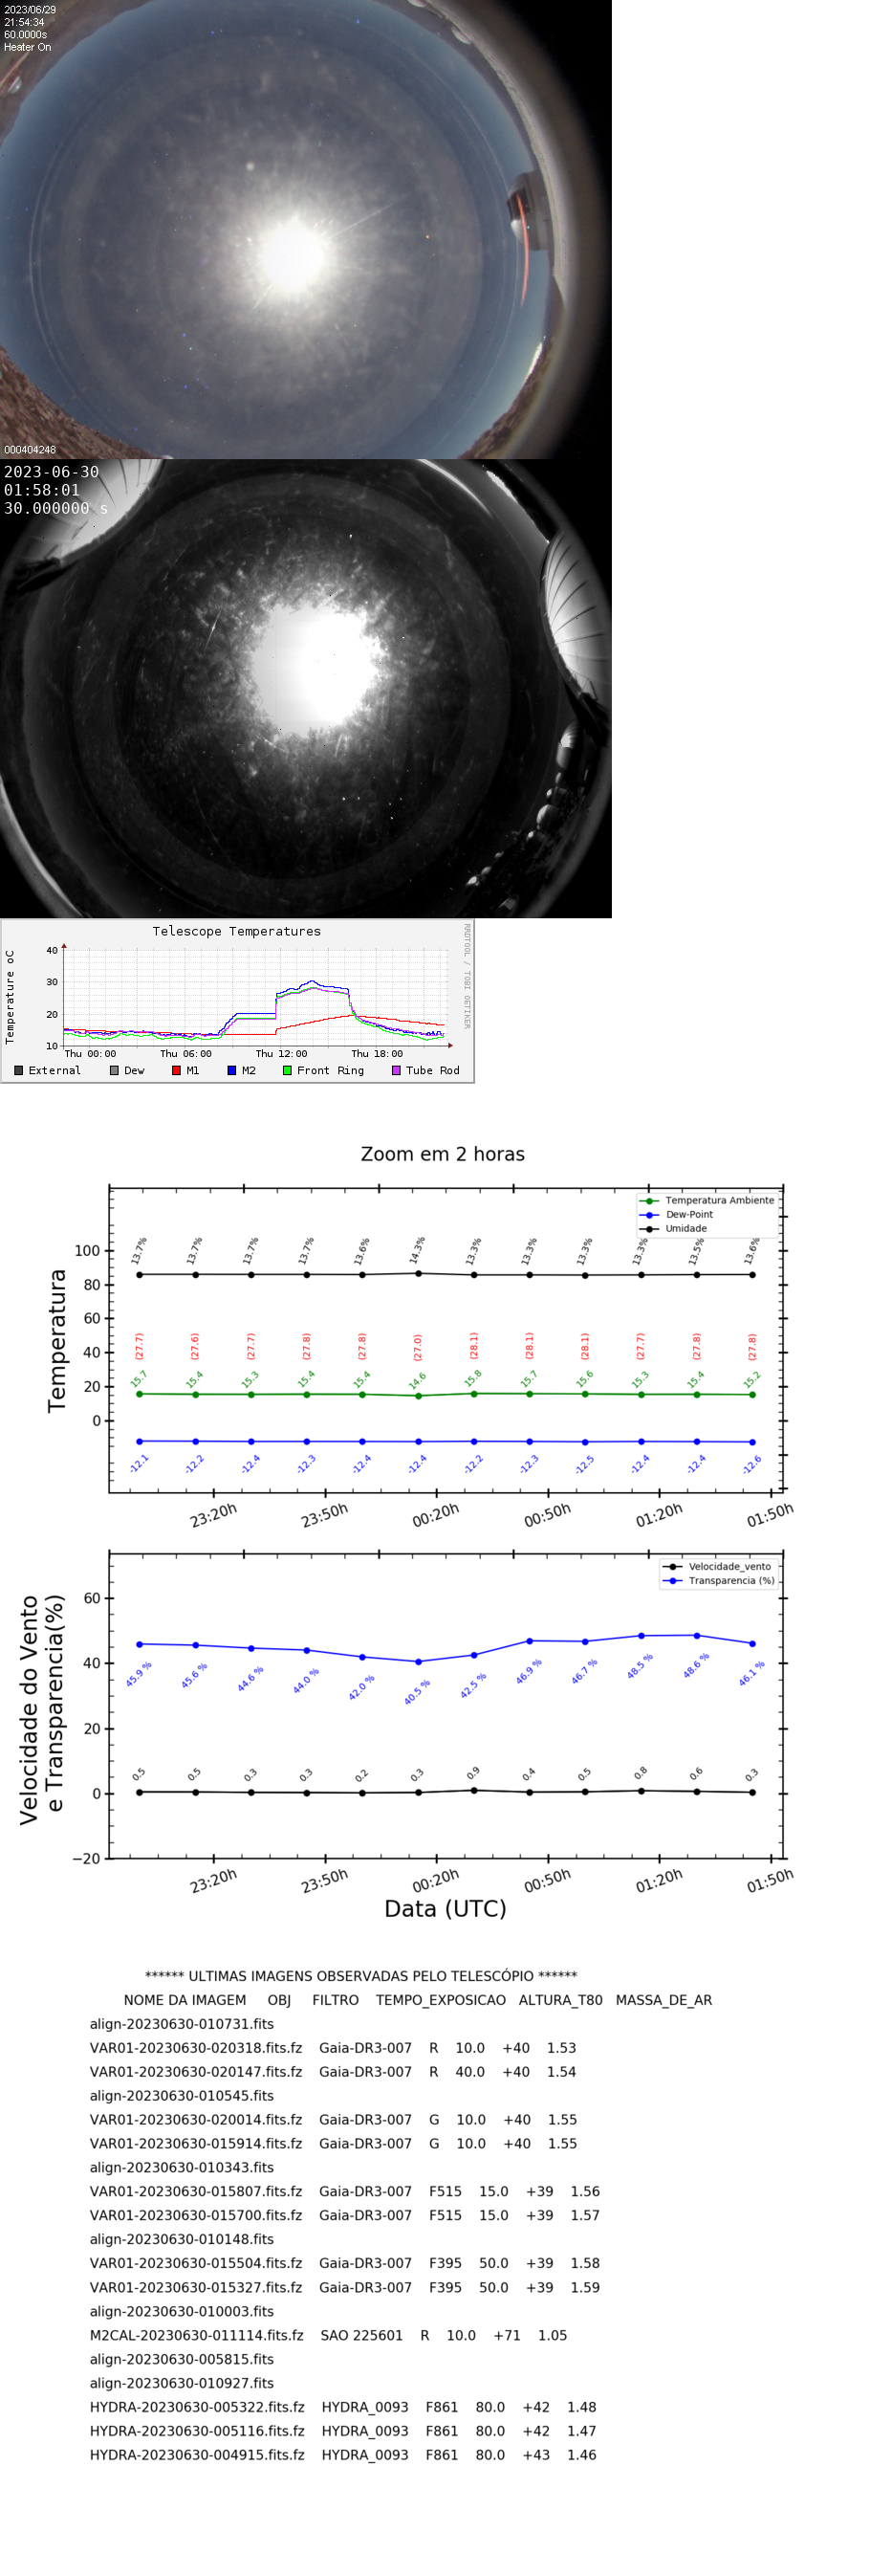 2023/06/29
21:54:34
60.0000s
Heater On
000404248
2023-06-30
01:58:01
30.000000 s
Telescope Temperatures
RRDTOOL / TOBI OETIKER
Temperature oC
40
30
20
10
Thu 00:00 Thu 06:00 Thu 12:00 Thu 18:00
External Dew M1 M2 Front Ring Tube Rod
Zoom em 2 horas
Temperatura Ambiente
Dew-Point
Umidade
Temperatura
100
80
60
40
20
0
13.7% 13.7% 13.7% 13.7% 13.6% 14.3% 13.3% 13.3% 13.3% 13.3% 13.5% 13.6%
(27.7) (27.6) (27.7) (27.8) (27.8) (27.0) (28.1) (28.1) (28.1) (27.7) (27.8) (27.8)
15.7 15.4 15.3 15.4 15.4 14.6 15.8 15.7 15.6 15.3 15.4 15.2
-12.1 -12.2 -12.4 -12.3 -12.4 -12.4 -12.2 -12.3 -12.5 -12.4 -12.4 -12.6
23:20h 23:50h 00:20h 00:50h 01:20h 01:50h
Velocidade_vento
Transparencia (%)
Velocidade do Vento
e Transparencia(%)
60
40
20
0
−20
45.9 % 45.6 % 44.6 % 44.0 % 42.0 % 40.5 % 42.5 % 46.9 % 46.7 % 48.5 % 48.6 % 46.1 %
0.5 0.5 0.3 0.3 0.2 0.3 0.9 0.4 0.5 0.8 0.6 0.3
23:20h 23:50h 00:20h 00:50h 01:20h 01:50h
Data (UTC)
****** ULTIMAS IMAGENS OBSERVADAS PELO TELESCÓPIO ******
NOME DA IMAGEM OBJ FILTRO TEMPO_EXPOSICAO ALTURA_T80 MASSA_DE_AR
align-20230630-010731.fits
VAR01-20230630-020318.fits.fz Gaia-DR3-007 R 10.0 +40 1.53
VAR01-20230630-020147.fits.fz Gaia-DR3-007 R 40.0 +40 1.54
align-20230630-010545.fits
VAR01-20230630-020014.fits.fz Gaia-DR3-007 G 10.0 +40 1.55
VAR01-20230630-015914.fits.fz Gaia-DR3-007 G 10.0 +40 1.55
align-20230630-010343.fits
VAR01-20230630-015807.fits.fz Gaia-DR3-007 F515 15.0 +39 1.56
VAR01-20230630-015700.fits.fz Gaia-DR3-007 F515 15.0 +39 1.57
align-20230630-010148.fits
VAR01-20230630-015504.fits.fz Gaia-DR3-007 F395 50.0 +39 1.58
VAR01-20230630-015327.fits.fz Gaia-DR3-007 F395 50.0 +39 1.59
align-20230630-010003.fits
M2CAL-20230630-011114.fits.fz SAO 225601 R 10.0 +71 1.05
align-20230630-005815.fits
align-20230630-010927.fits
HYDRA-20230630-005322.fits.fz HYDRA_0093 F861 80.0 +42 1.48
HYDRA-20230630-005116.fits.fz HYDRA_0093 F861 80.0 +42 1.47
HYDRA-20230630-004915.fits.fz HYDRA_0093 F861 80.0 +43 1.46